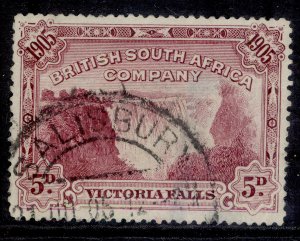 1905 1905
BRITISH SOUTH AFRICA
COMPANY
SALISBURY
5D. VICTORIA FALLS 5D.